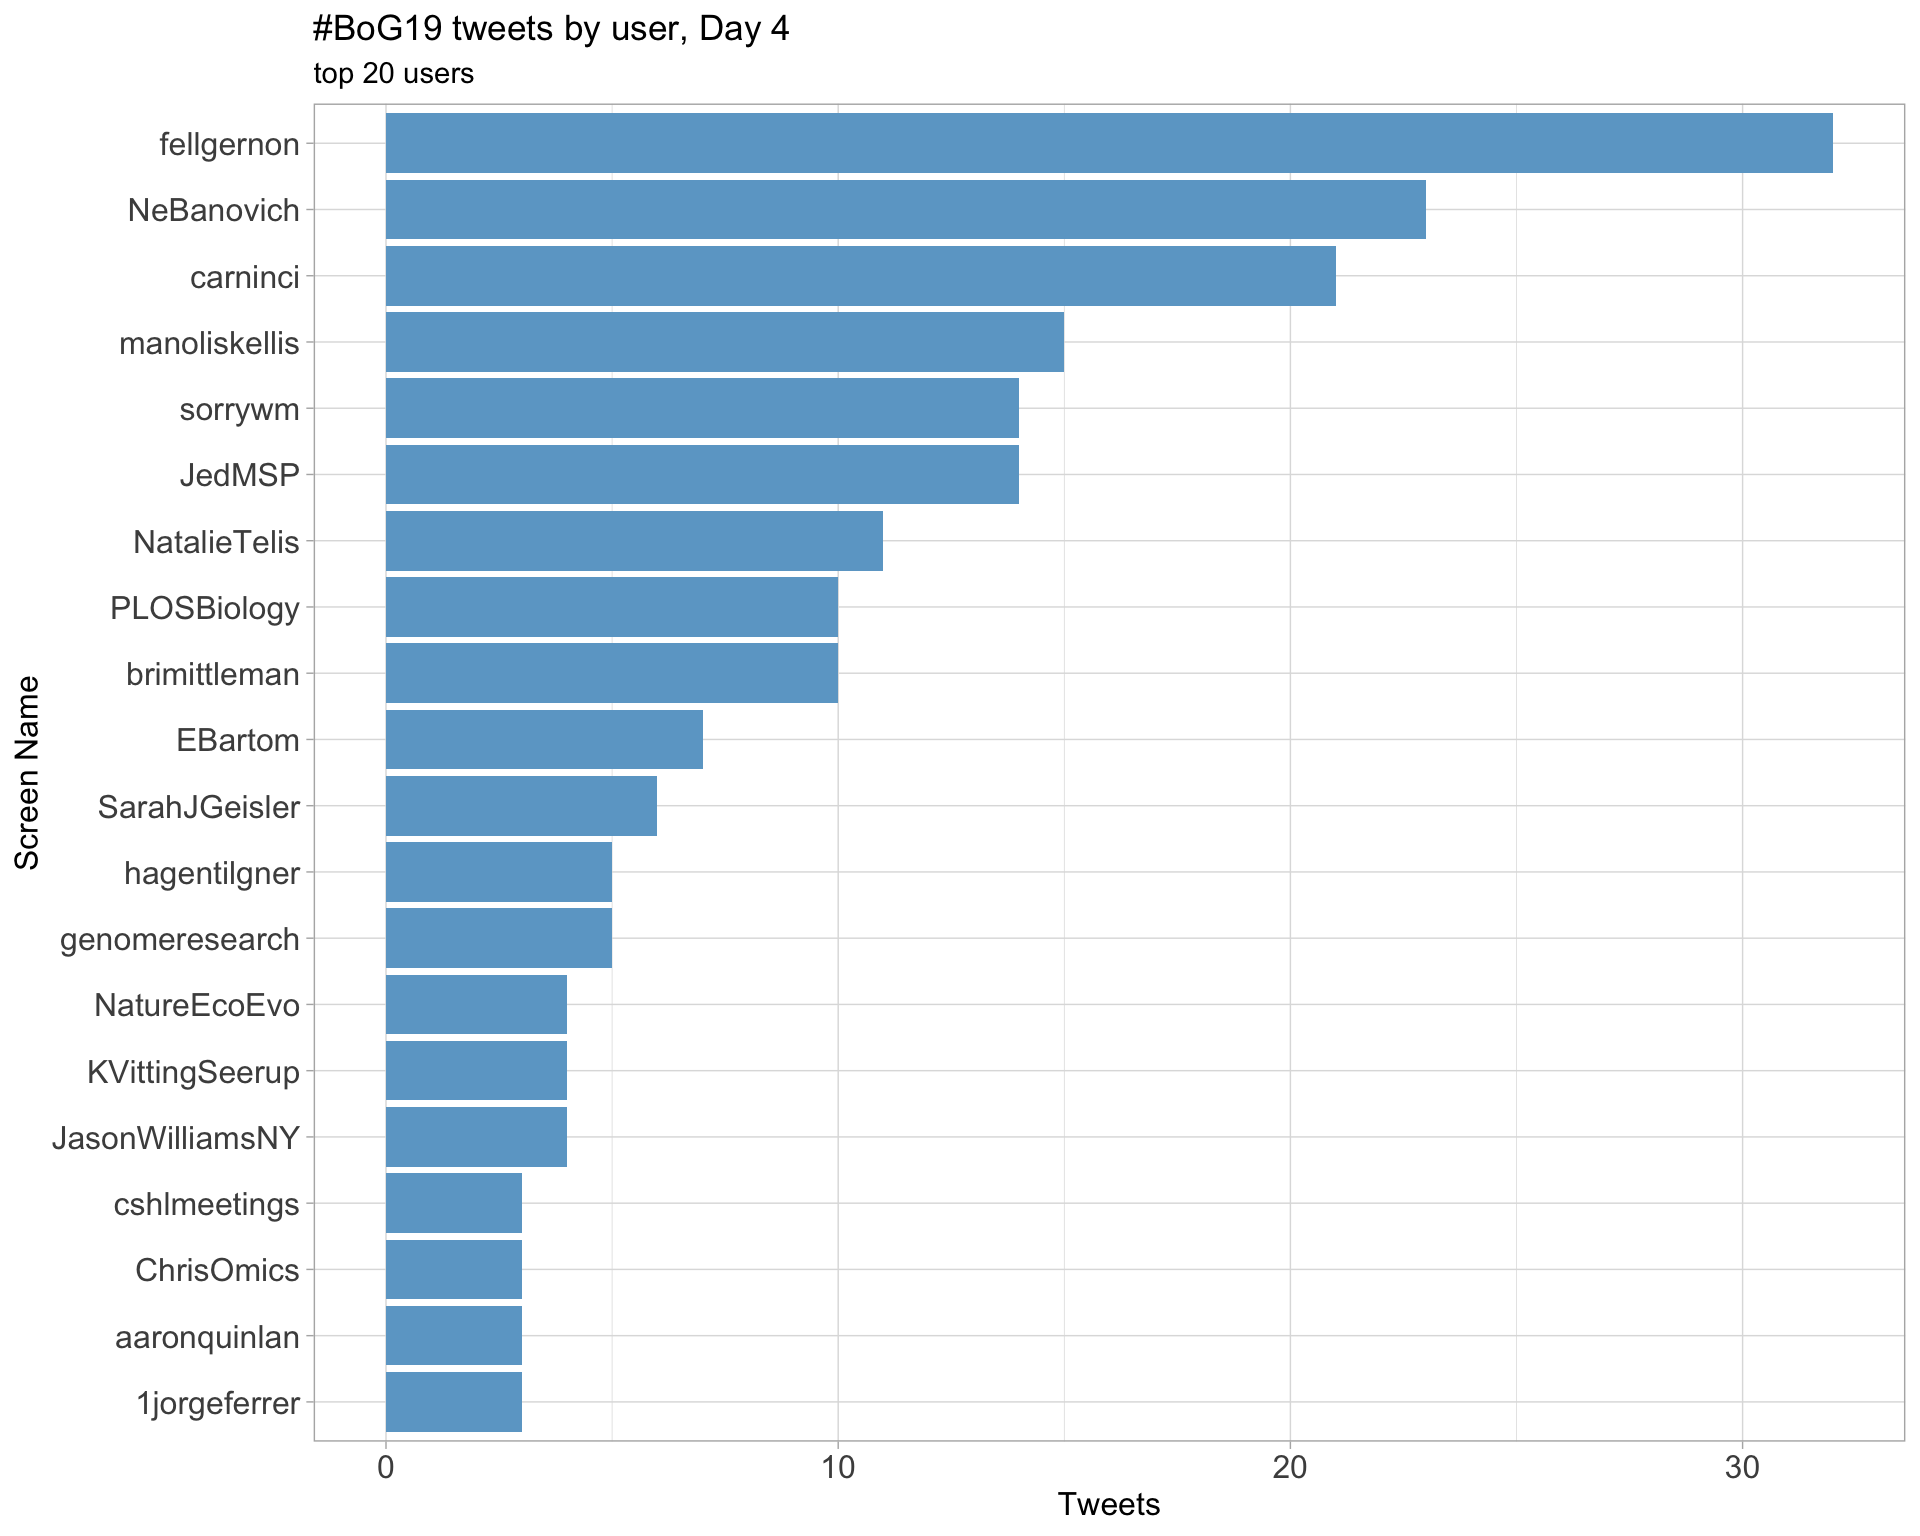 #BoG19 tweets by user, Day 4
top 20 users
Screen Name
fellgernon
NeBanovich
carninci
manoliskellis
sorrywm
JedMSP
NatalieTelis
PLOSBiology
brimittleman
EBartom
SarahJGeisler
hagentilgner
genomeresearch
NatureEcoEvo
KVittingSeerup
JasonWilliamsNY
cshlmeetings
ChrisOmics
aaronquinlan
1jorgeferrer
0 10 20 30
Tweets